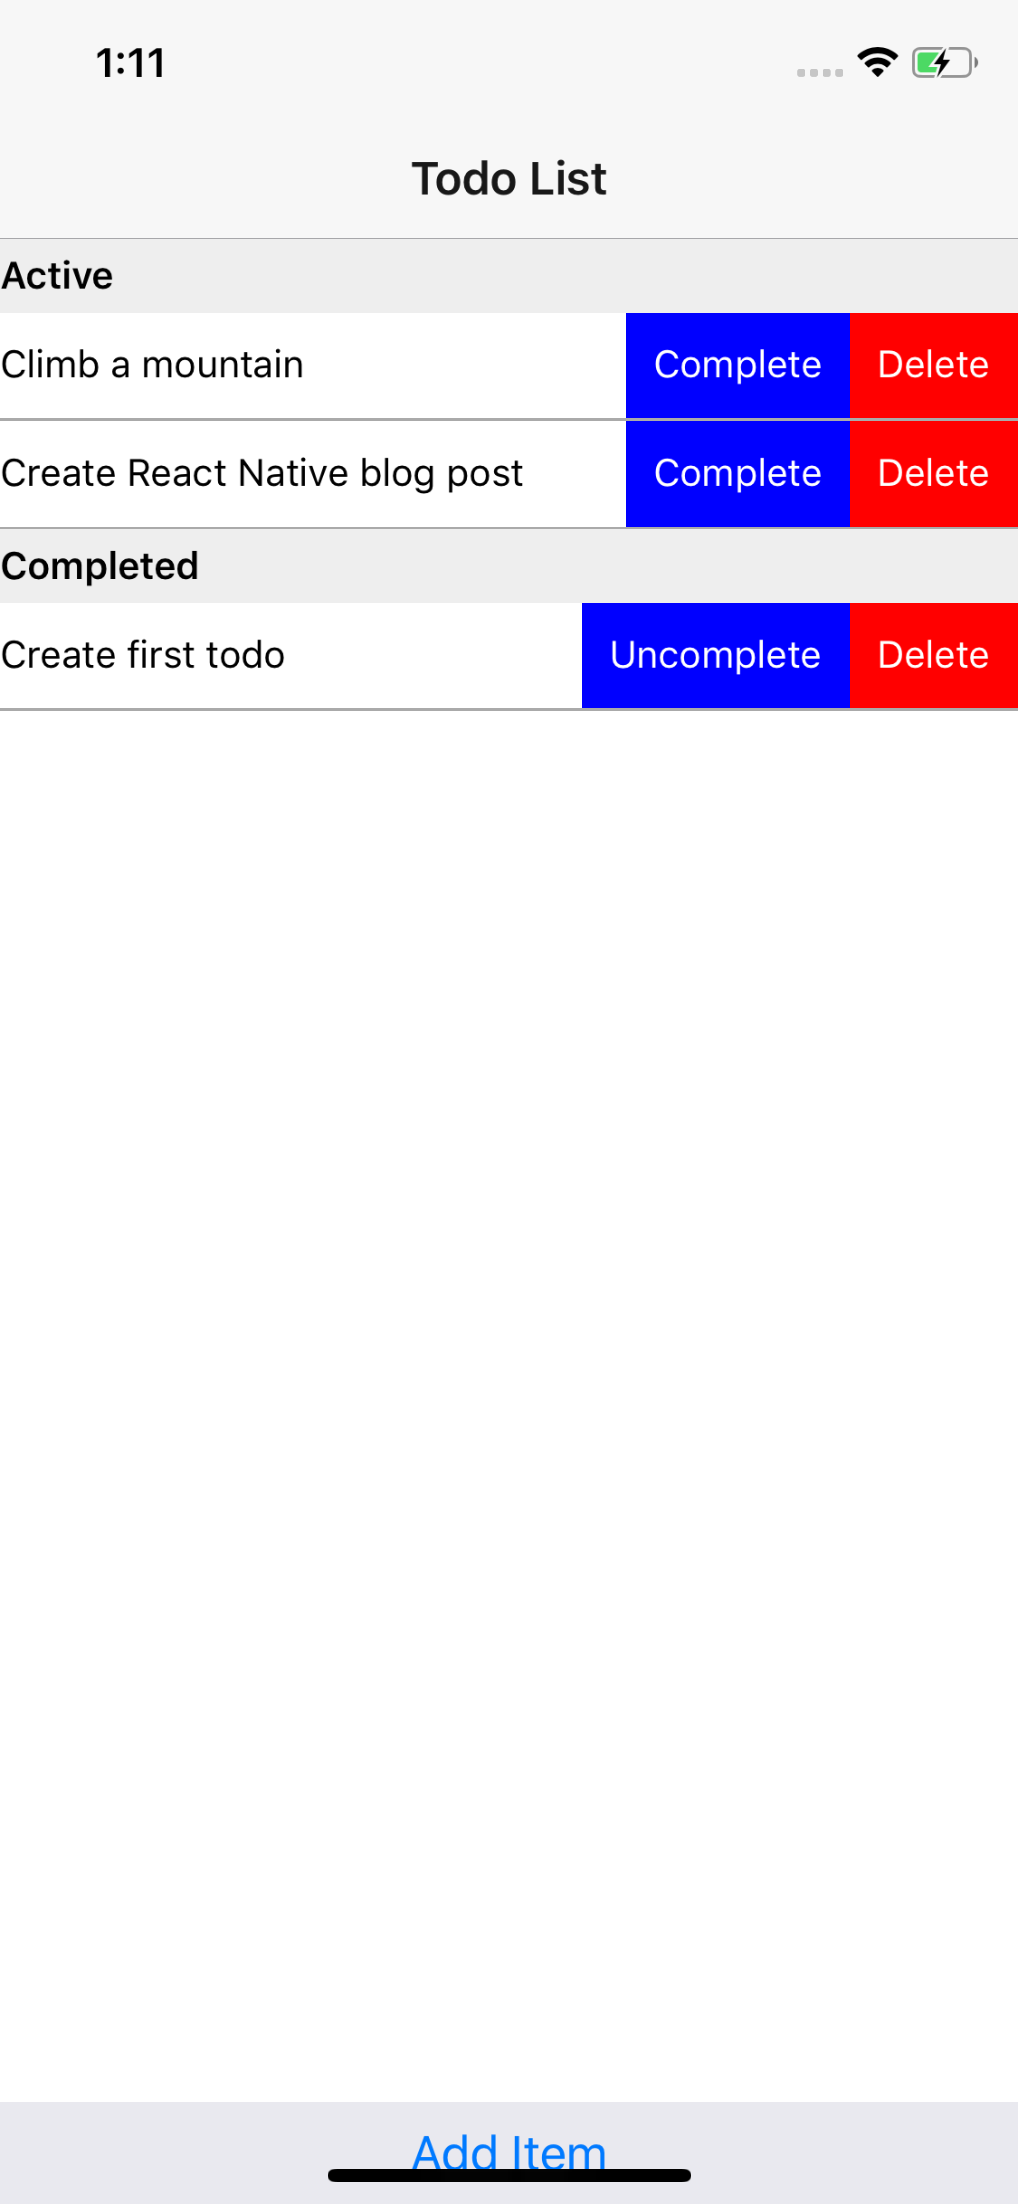 1:11
Todo List
Active
Climb a mountain Complete Delete
Create React Native blog post Complete Delete
Completed
Create first todo Uncomplete Delete
Add Item